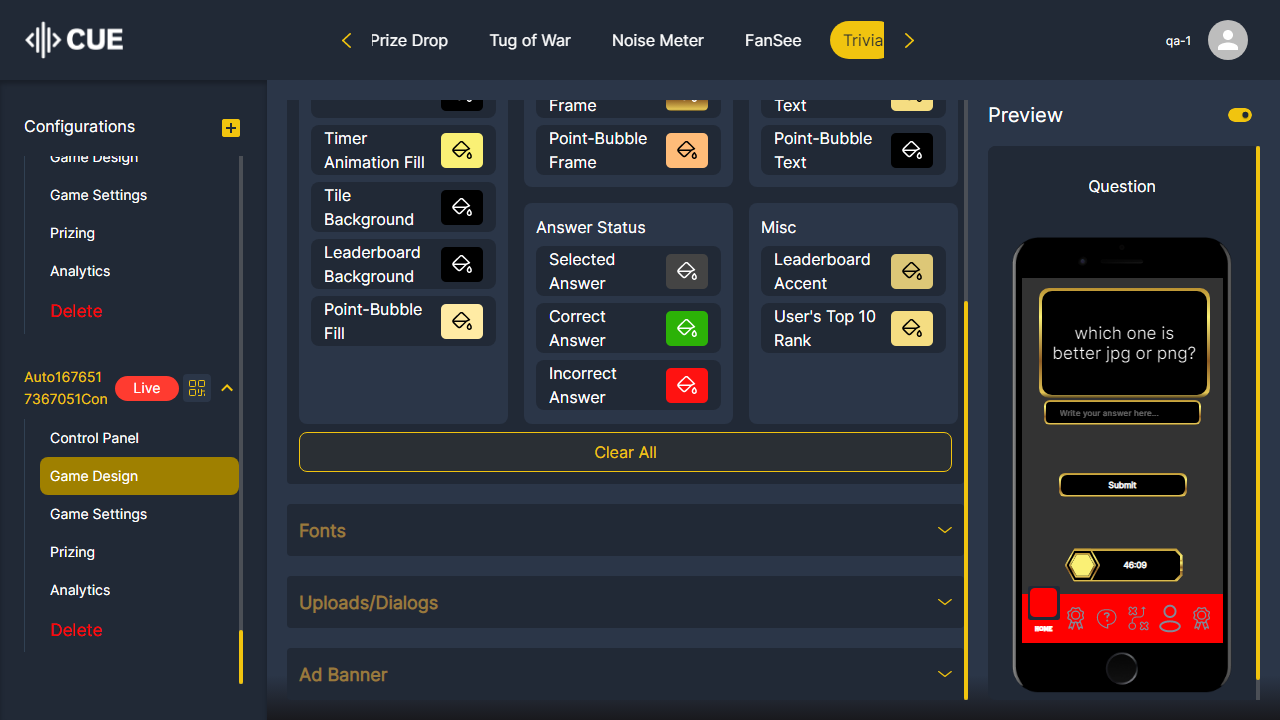 CUE
Prize Drop
Tug of War
Noise Meter
FanSee
Trivia
qa-1
Configurations
Game Design
Game Settings
Prizing
Analytics
Delete
Auto167651
7367051Con
Live
Control Panel
Game Design
Game Settings
Prizing
Analytics
Delete
Timer
Animation Fill
Tile
Background
Leaderboard
Background
Point-Bubble
Fill
Frame
Point-Bubble
Frame
Text
Point-Bubble
Text
Answer Status
Selected
Answer
Correct
Answer
Incorrect
Answer
Misc
Leaderboard
Accent
User's Top 10
Rank
Clear All
Fonts
Uploads/Dialogs
Ad Banner
Preview
Question
which one is
better jpg or png?
Write your answer here...
Submit
46:09
HOME